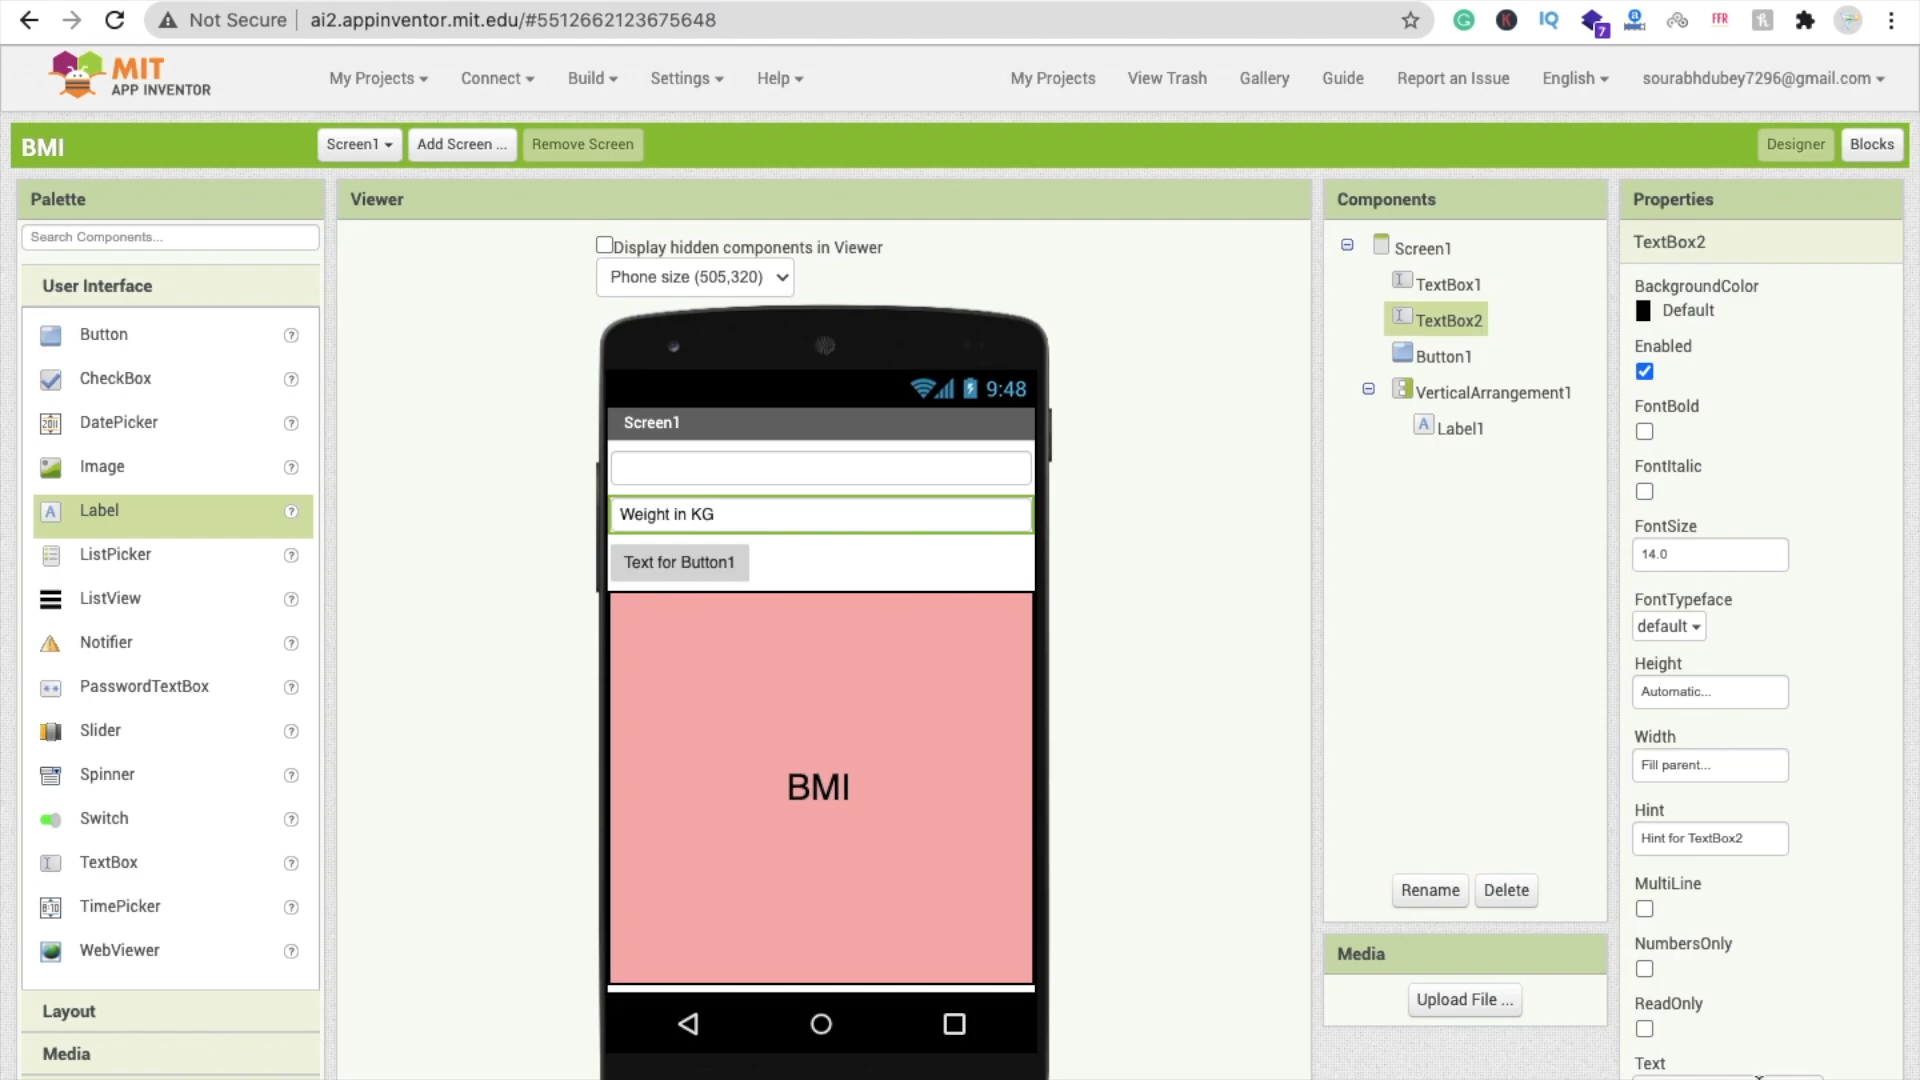 Not Secure | ai2.appinventor.mit.edu/#5512662123675648
K
IQ
7
a
FFR
MIT
APP INVENTOR
My Projects
Connect
Build
Settings
Help
My Projects
View Trash
Gallery
Guide
Report an Issue
English
sourabhdubey7296@gmail.com
BMI
Screen1
Add Screen ...
Remove Screen
Designer
Blocks
Palette
Search Components...
User Interface
Button ?
CheckBox ?
2011 DatePicker ?
Image ?
A Label ?
ListPicker ?
ListView ?
Notifier ?
PasswordTextBox ?
Slider ?
Spinner ?
Switch ?
TextBox ?
8:10 TimePicker ?
WebViewer ?
Layout
Media
Viewer
Display hidden components in Viewer
Phone size (505,320)
9:48
Screen1
Weight in KG
Text for Button1
BMI
Components
Screen1
TextBox1
TextBox2
Button1
VerticalArrangement1
A Label1
Rename
Delete
Media
Upload File ...
Properties
TextBox2
BackgroundColor
Default
Enabled
FontBold
FontItalic
FontSize
14.0
FontTypeface
default
Height
Automatic...
Width
Fill parent...
Hint
Hint for TextBox2
MultiLine
NumbersOnly
ReadOnly
Text